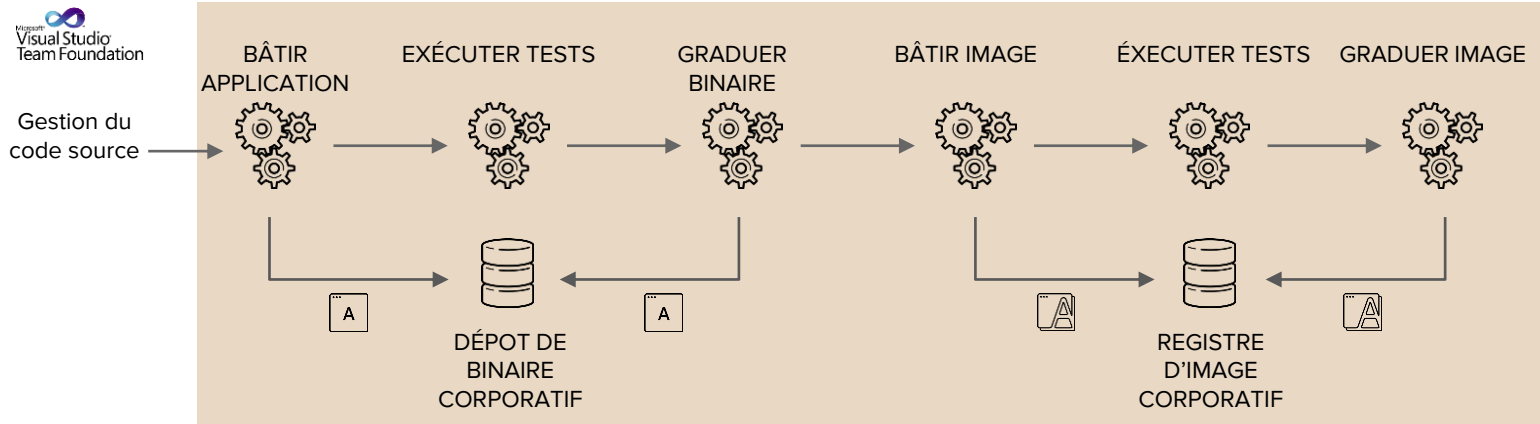 Microsoft
Visual Studio
Team Foundation
Gestion du
code source
BÂTIR
APPLICATION
EXÉCUTER TESTS
GRADUER
BINAIRE
BÂTIR IMAGE
ÉXECUTER TESTS
GRADUER IMAGE
A
A
A
A
DÉPOT DE
BINAIRE
CORPORATIF
REGISTRE
D’IMAGE
CORPORATIF